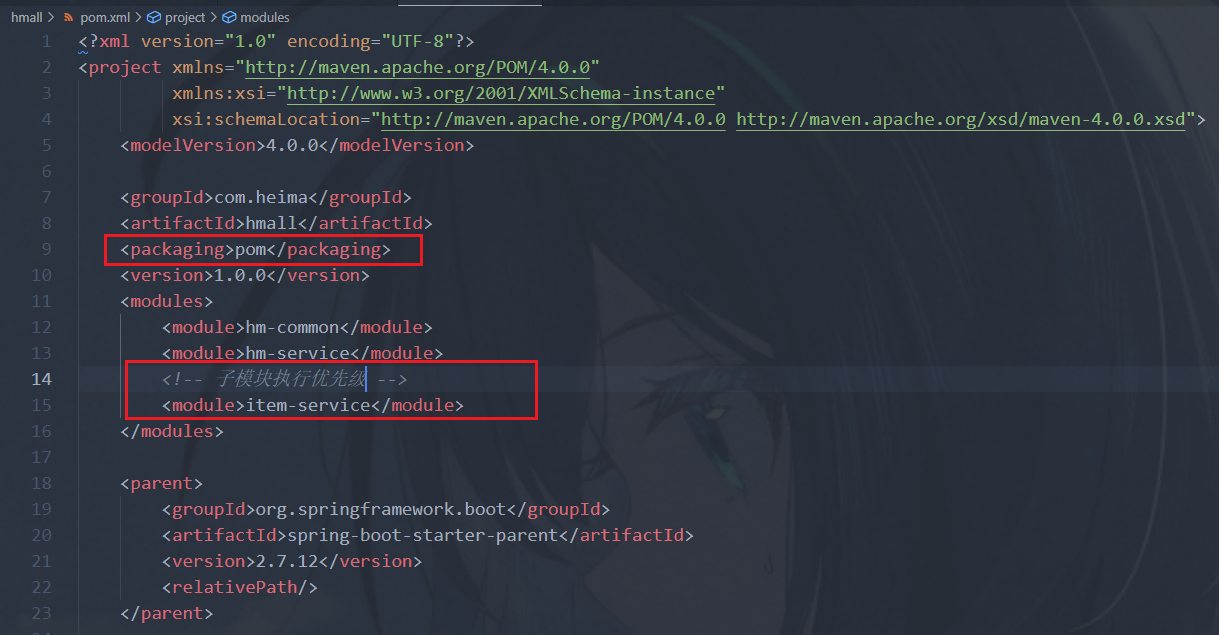 hmall > pom.xml > project > modules
1 <?xml version="1.0" encoding="UTF-8"?>
2 <project xmlns="http://maven.apache.org/POM/4.0.0"
3 xmlns:xsi="http://www.w3.org/2001/XMLSchema-instance"
4 xsi:schemaLocation="http://maven.apache.org/POM/4.0.0 http://maven.apache.org/xsd/maven-4.0.0.xsd">
5 <modelVersion>4.0.0</modelVersion>
6
7 <groupId>com.heima</groupId>
8 <artifactId>hmall</artifactId>
9 <packaging>pom</packaging>
10 <version>1.0.0</version>
11 <modules>
12 <module>hm-common</module>
13 <module>hm-service</module>
14 <!-- 子模块执行优先级 -->
15 <module>item-service</module>
16 </modules>
17
18 <parent>
19 <groupId>org.springframework.boot</groupId>
20 <artifactId>spring-boot-starter-parent</artifactId>
21 <version>2.7.12</version>
22 <relativePath/>
23 </parent>